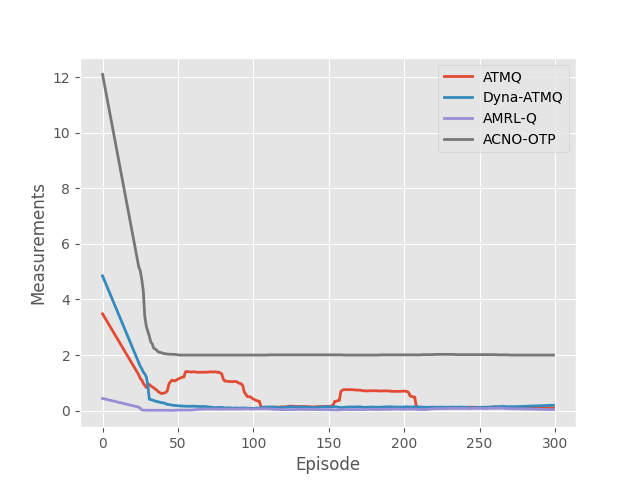 12
10
8
6
4
2
0
Measurements
0 50 100 150 200 250 300
Episode
ATMQ
Dyna-ATMQ
AMRL-Q
ACNO-OTP